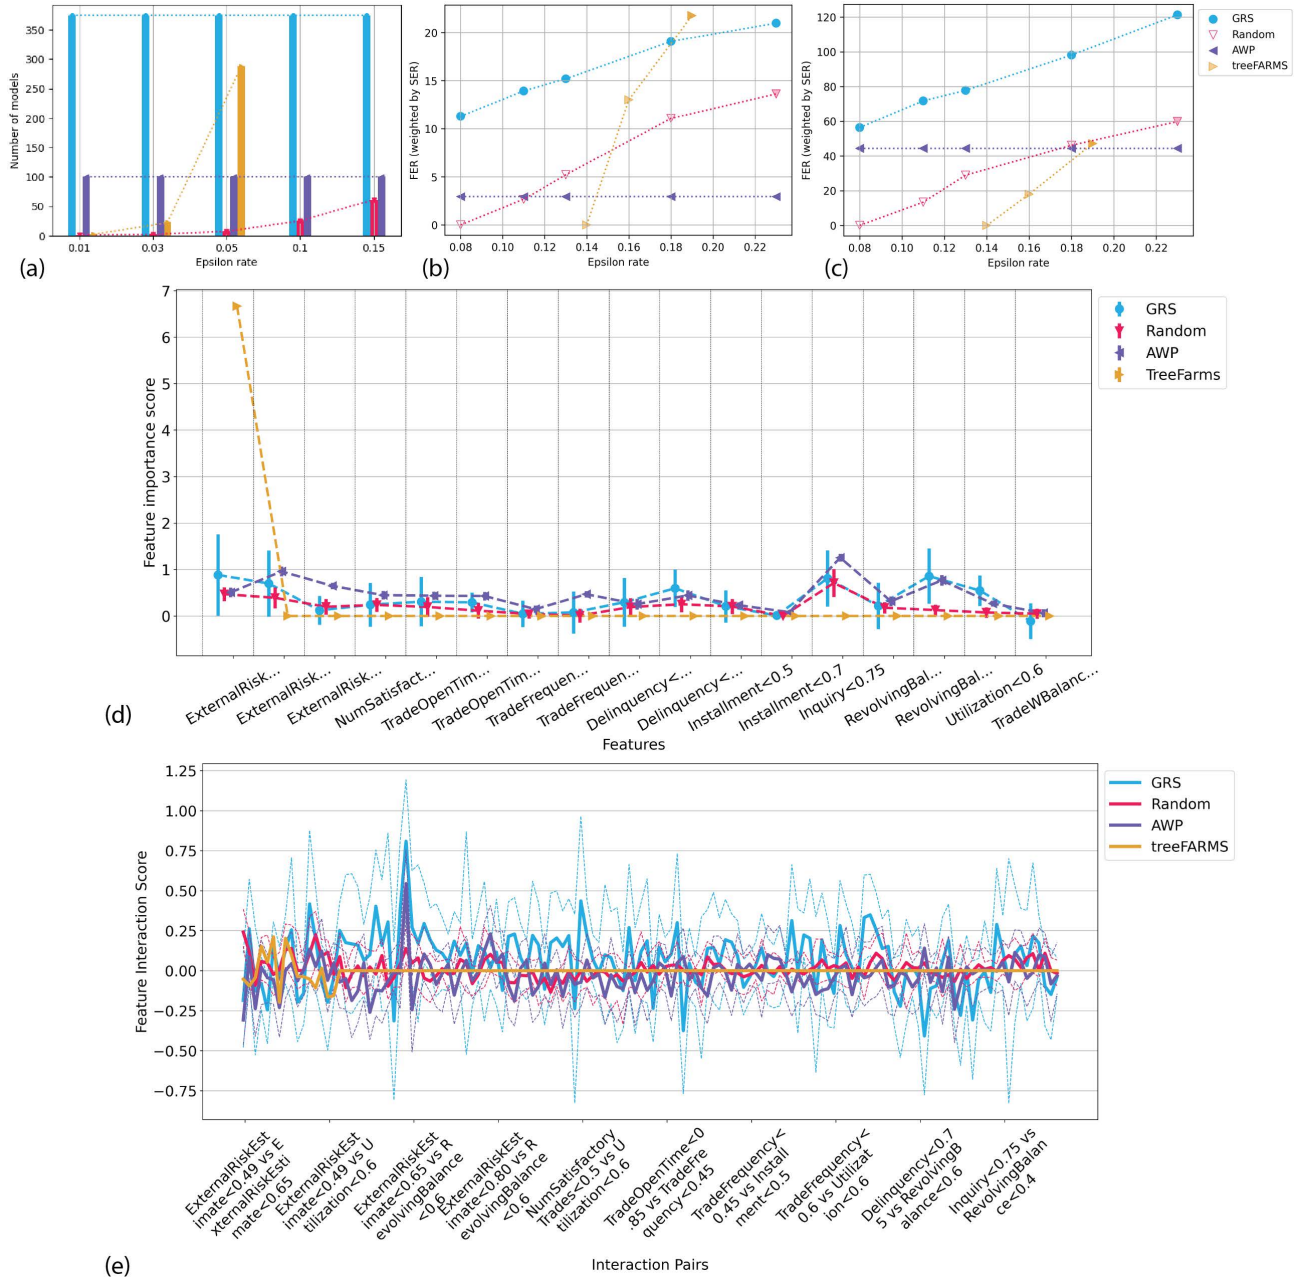 350
300
250
200
150
100
50
0
Number of models
0.01
0.03
0.05
0.1
0.15
Epsilon rate
(a)
20
15
10
5
0
FER (weighted by SER)
0.08
0.10
0.12
0.14
0.16
0.18
0.20
0.22
Epsilon rate
(b)
120
100
80
60
40
20
0
FER (weighted by SER)
0.08
0.10
0.12
0.14
0.16
0.18
0.20
0.22
Epsilon rate
(c)
GRS
Random
AWP
treeFARMS
7
6
5
4
3
2
1
0
Feature importance score
GRS
Random
AWP
TreeFarms
ExternalRisk...
ExternalRisk...
ExternalRisk...
NumSatisfact...
TradeOpenTim...
TradeOpenTim...
TradeFrequen...
TradeFrequen...
Delinquency<...
Delinquency<...
Installment<0.5
Installment<0.7
Inquiry<0.75
RevolvingBal...
RevolvingBal...
Utilization<0.6
TradeWBalanc...
Features
(d)
1.25
1.00
0.75
0.50
0.25
0.00
−0.25
−0.50
−0.75
Feature Interaction Score
GRS
Random
AWP
treeFARMS
ExternalRiskEst
imate<0.49 vs E
xternalRiskEsti
mate<0.65
ExternalRiskEst
imate<0.49 vs U
tilization<0.6
ExternalRiskEst
imate<0.65 vs R
evolvingBalance
<0.6
ExternalRiskEst
imate<0.80 vs R
evolvingBalance
<0.6
NumSatisfactory
Trades<0.5 vs U
tilization<0.6
TradeOpenTime<0
.85 vs TradeFre
quency<0.45
TradeFrequency<
0.45 vs Install
ment<0.5
TradeFrequency<
0.6 vs Utilizat
ion<0.6
Delinquency<0.7
5 vs RevolvingB
alance<0.6
Inquiry<0.75 vs
RevolvingBalan
ce<0.4
Interaction Pairs
(e)